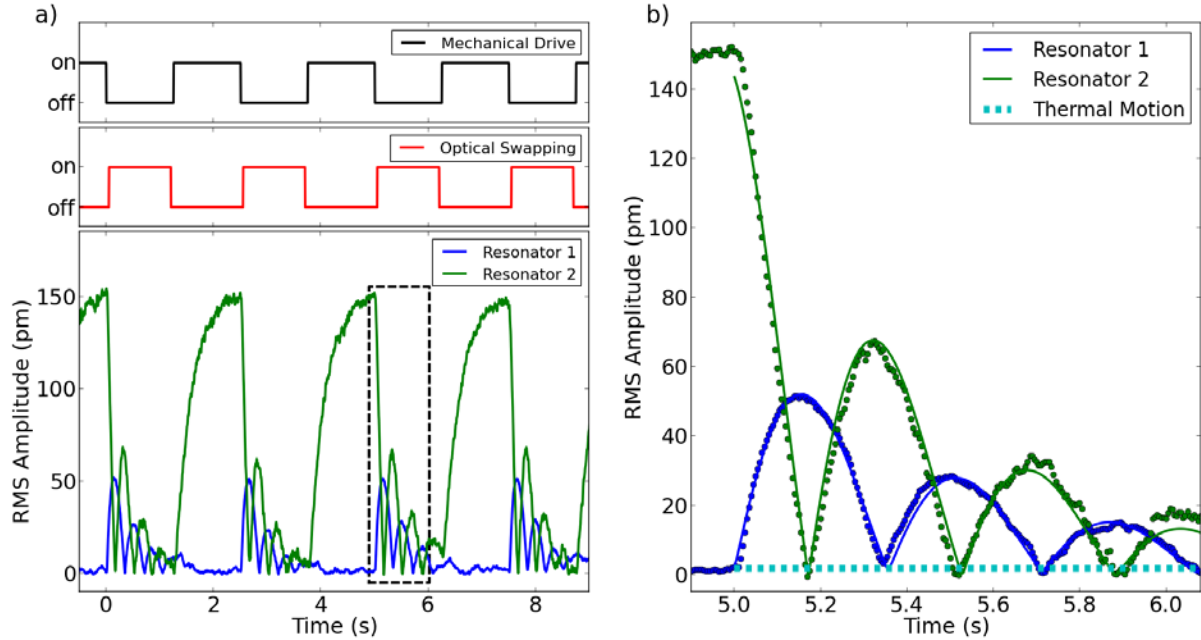 a)
on
off
Mechanical Drive
on
off
Optical Swapping
RMS Amplitude (pm)
150
100
50
0
Resonator 1
Resonator 2
0 2 4 6 8
Time (s)
b)
RMS Amplitude (pm)
140
120
100
80
60
40
20
0
Resonator 1
Resonator 2
Thermal Motion
5.0 5.2 5.4 5.6 5.8 6.0
Time (s)